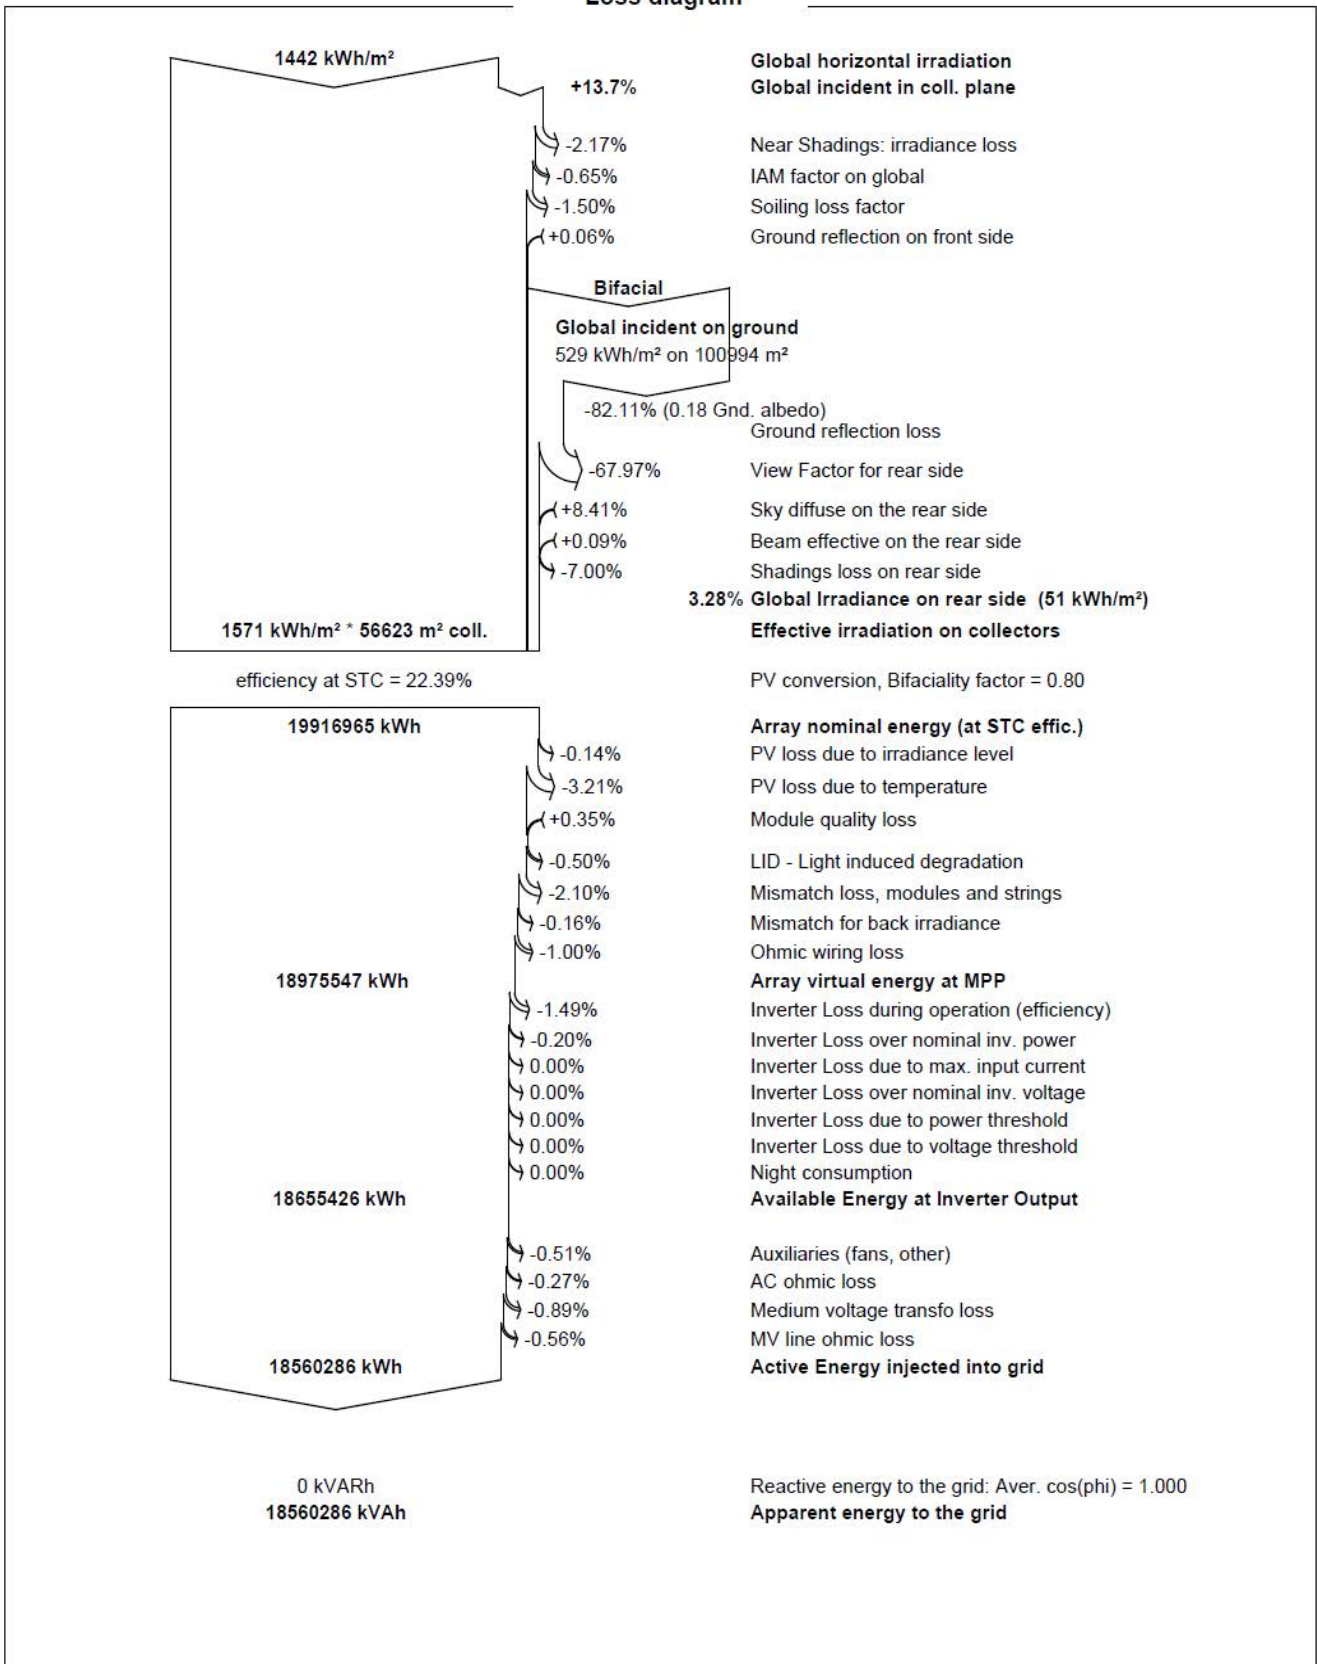 Loss diagram
1442 kWh/m² Global horizontal irradiation
+13.7% Global incident in coll. plane
-2.17% Near Shadings: irradiance loss
-0.65% IAM factor on global
-1.50% Soiling loss factor
+0.06% Ground reflection on front side
Bifacial
Global incident on ground
529 kWh/m² on 100994 m²
-82.11% (0.18 Gnd. albedo)
Ground reflection loss
-67.97% View Factor for rear side
+8.41% Sky diffuse on the rear side
+0.09% Beam effective on the rear side
-7.00% Shadings loss on rear side
3.28% Global Irradiance on rear side (51 kWh/m²)
1571 kWh/m² * 56623 m² coll. Effective irradiation on collectors
efficiency at STC = 22.39% PV conversion, Bifaciality factor = 0.80
19916965 kWh Array nominal energy (at STC effic.)
-0.14% PV loss due to irradiance level
-3.21% PV loss due to temperature
+0.35% Module quality loss
-0.50% LID - Light induced degradation
-2.10% Mismatch loss, modules and strings
-0.16% Mismatch for back irradiance
-1.00% Ohmic wiring loss
18975547 kWh Array virtual energy at MPP
-1.49% Inverter Loss during operation (efficiency)
-0.20% Inverter Loss over nominal inv. power
0.00% Inverter Loss due to max. input current
0.00% Inverter Loss over nominal inv. voltage
0.00% Inverter Loss due to power threshold
0.00% Inverter Loss due to voltage threshold
0.00% Night consumption
18655426 kWh Available Energy at Inverter Output
-0.51% Auxiliaries (fans, other)
-0.27% AC ohmic loss
-0.89% Medium voltage transfo loss
-0.56% MV line ohmic loss
18560286 kWh Active Energy injected into grid
0 kVARh Reactive energy to the grid: Aver. cos(phi) = 1.000
18560286 kVAh Apparent energy to the grid